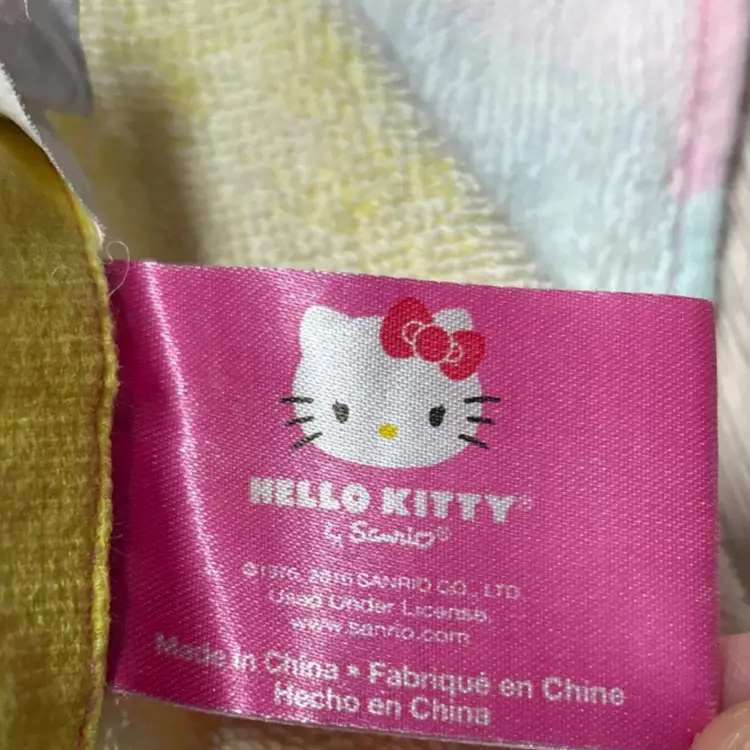 HELLO KITTY®
by Sanrio®
©1976, 2016 SANRIO CO., LTD.
Used Under License.
www.sanrio.com
Made in China • Fabriqué en Chine
Hecho en China